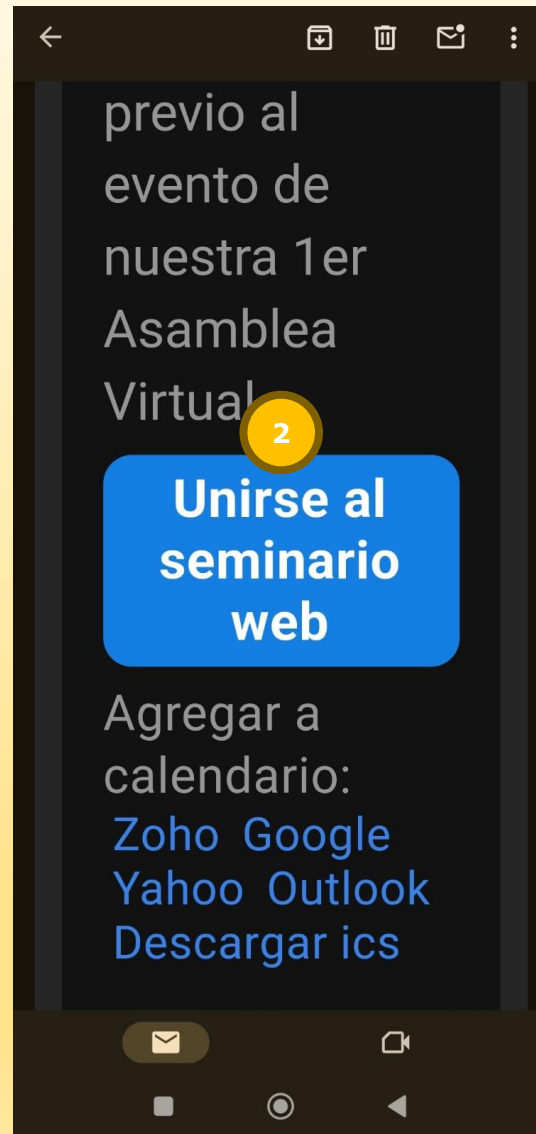 previo al
evento de
nuestra 1er
Asamblea
Virtual
2
Unirse al
seminario
web
Agregar a
calendario:
Zoho Google
Yahoo Outlook
Descargar ics